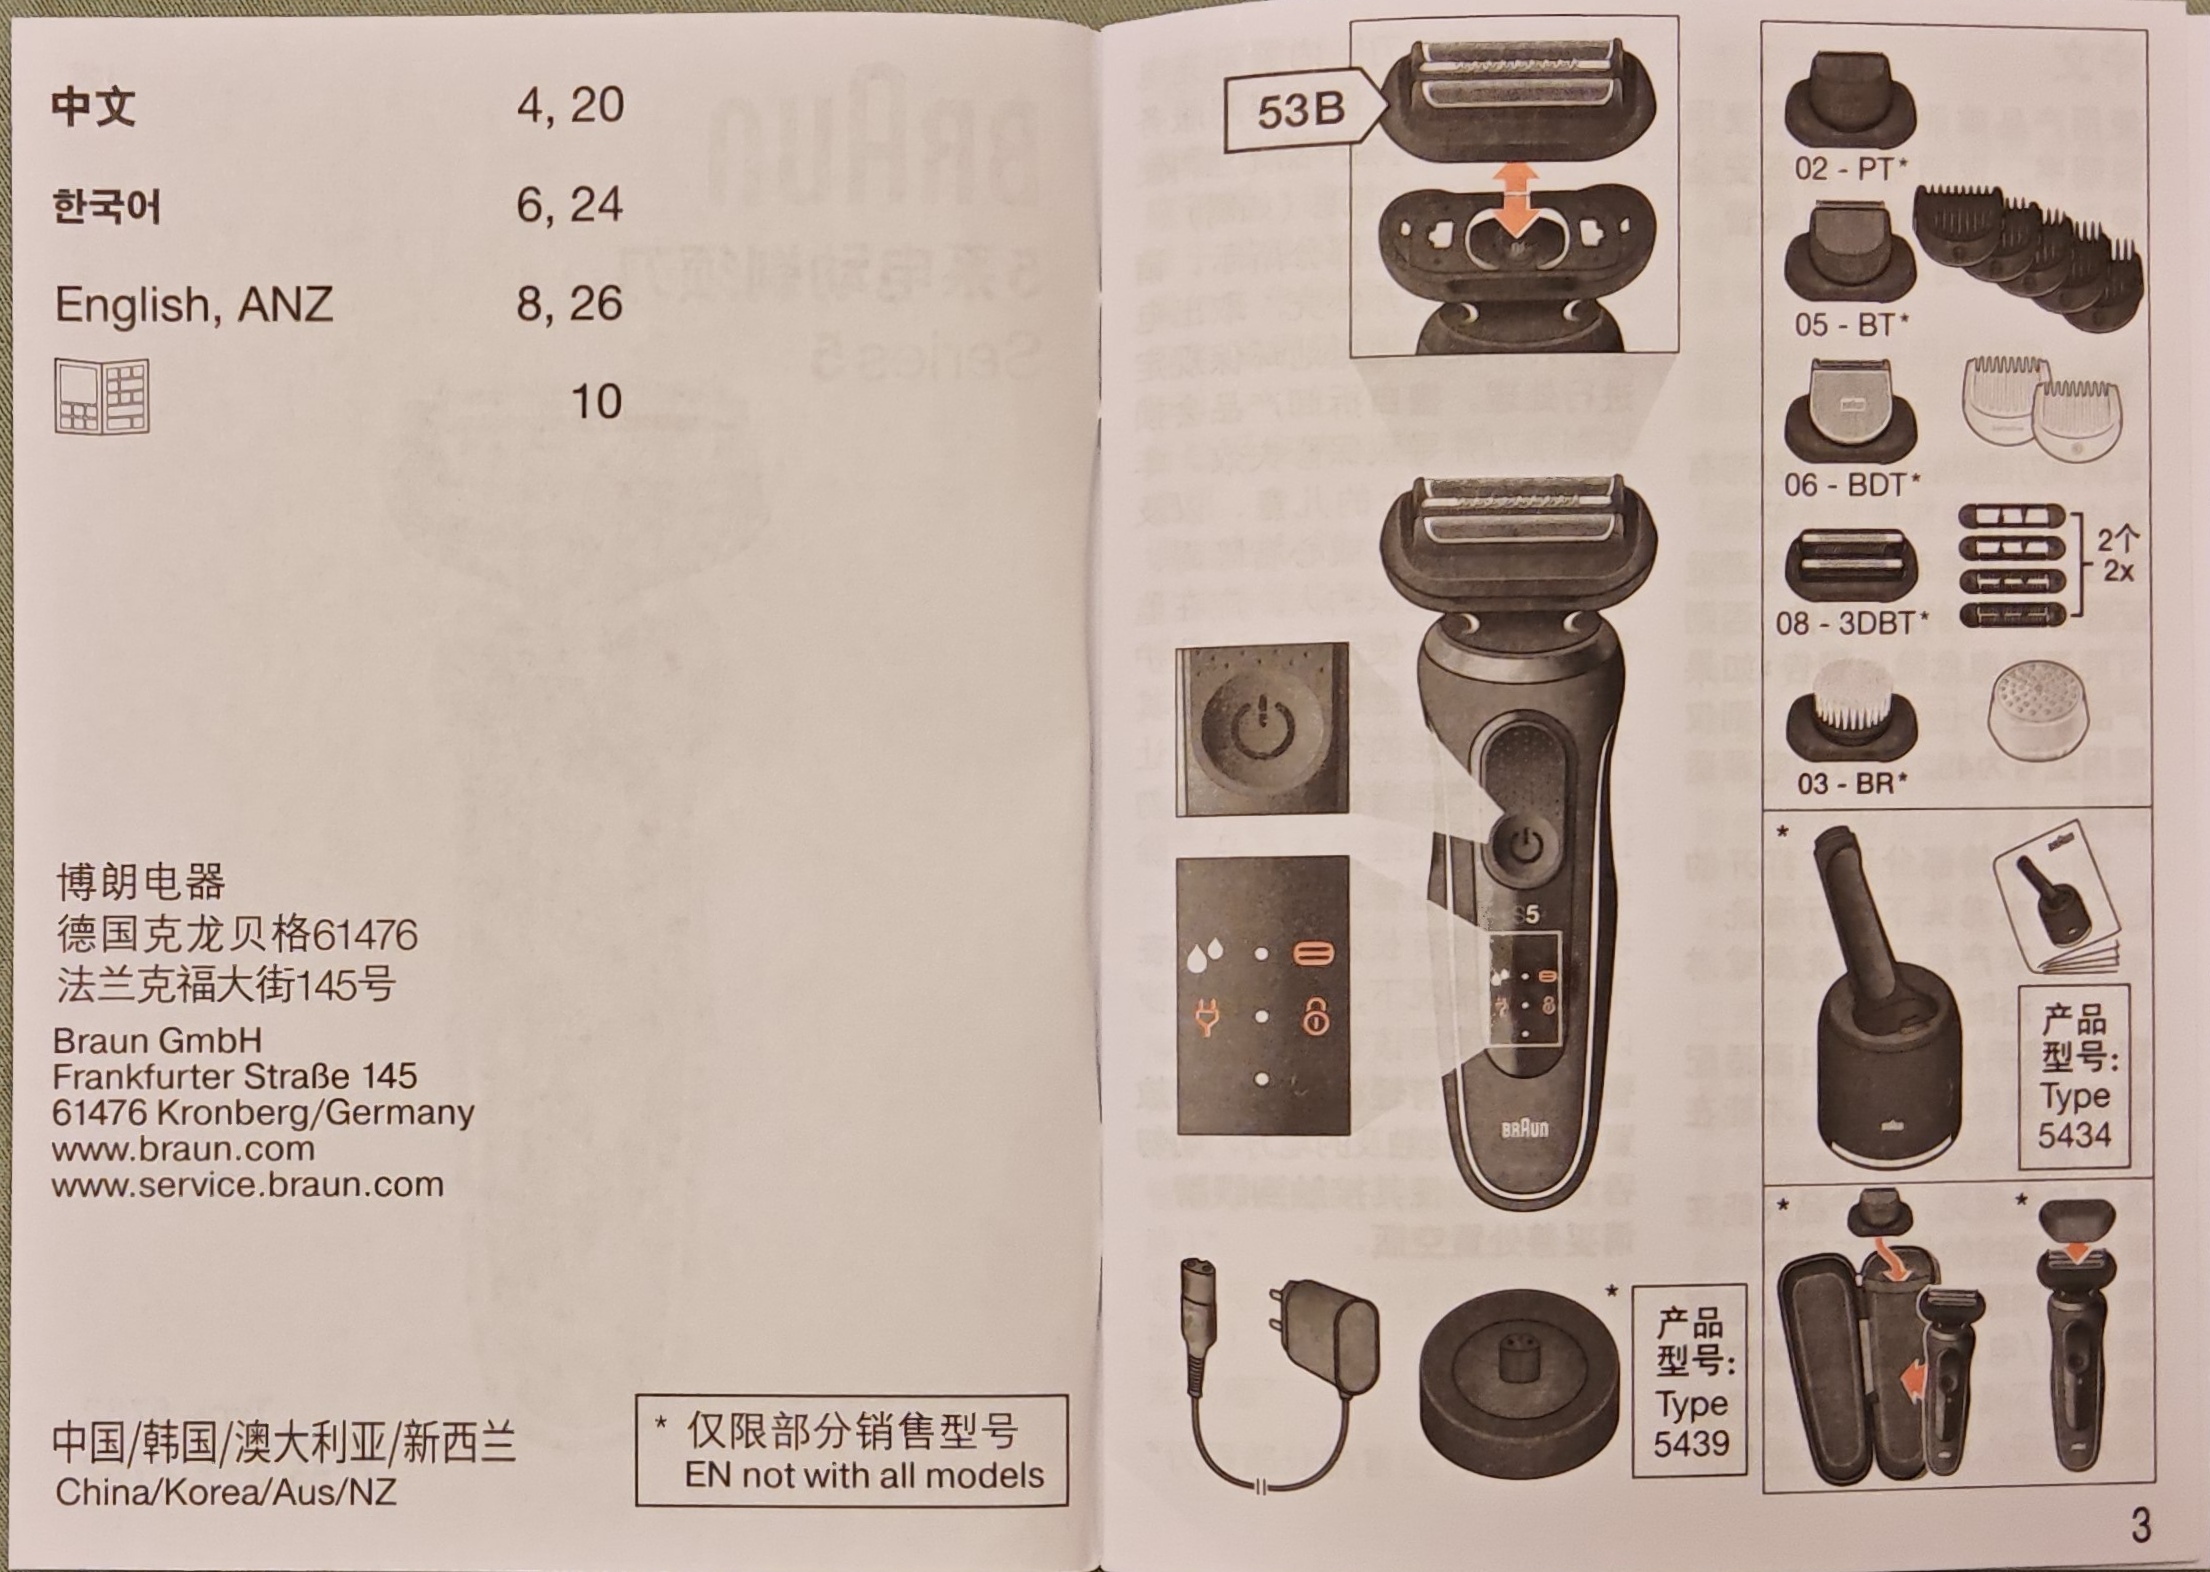 中文 4, 20
한국어 6, 24
English, ANZ 8, 26
10
博朗电器
德国克龙贝格61476
法兰克福大街145号
Braun GmbH
Frankfurter Straße 145
61476 Kronberg/Germany
www.braun.com
www.service.braun.com
中国/韩国/澳大利亚/新西兰
China/Korea/Aus/NZ
* 仅限部分销售型号
EN not with all models
53B
S5
BRAUN
*
产品
型号:
Type
5439
02 - PT*
05 - BT*
06 - BDT*
2个
2x
08 - 3DBT*
03 - BR*
*
产品
型号:
Type
5434
*
*
3